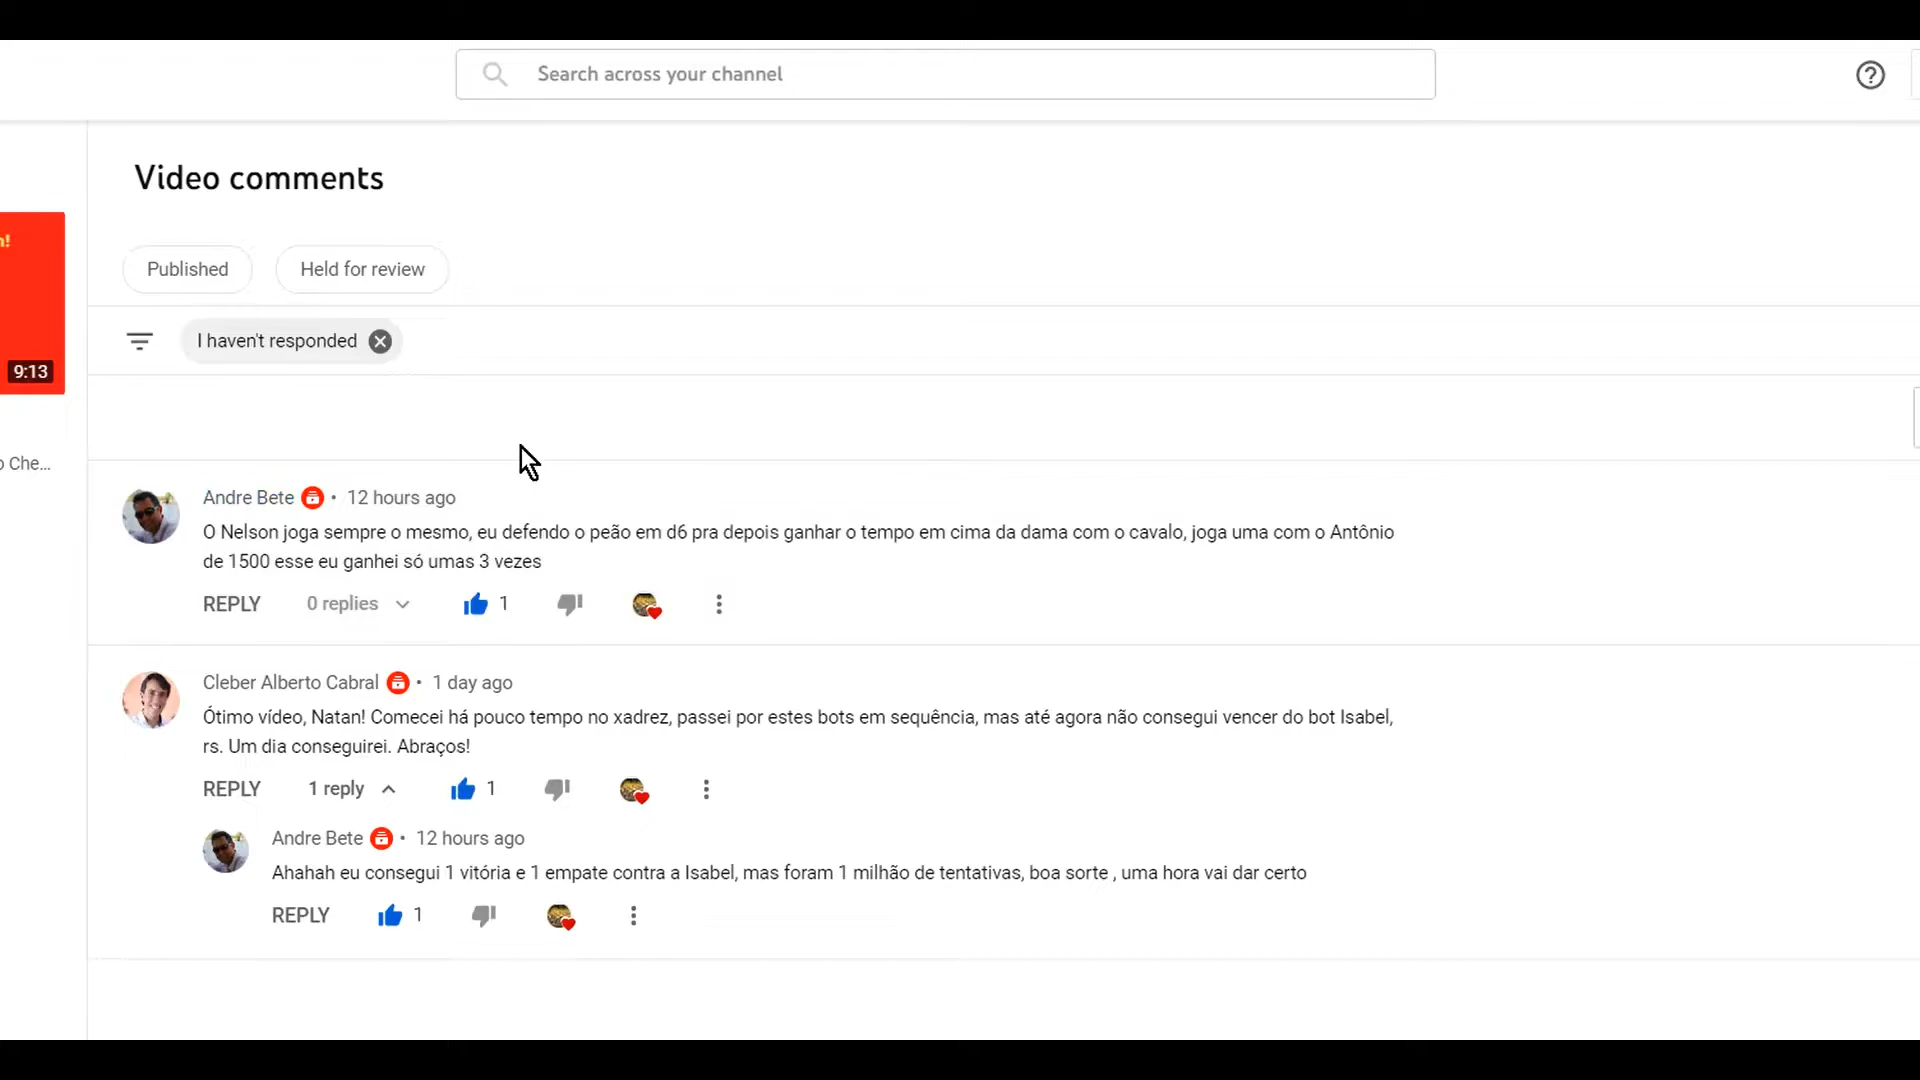 Search across your channel
Video comments
n!
Published
Held for review
I haven't responded
9:13
o Che...
Andre Bete • 12 hours ago
O Nelson joga sempre o mesmo, eu defendo o peão em d6 pra depois ganhar o tempo em cima da dama com o cavalo, joga uma com o Antônio
de 1500 esse eu ganhei só umas 3 vezes
REPLY 0 replies 1
Cleber Alberto Cabral • 1 day ago
Ótimo vídeo, Natan! Comecei há pouco tempo no xadrez, passei por estes bots em sequência, mas até agora não consegui vencer do bot Isabel,
rs. Um dia conseguirei. Abraços!
REPLY 1 reply 1
Andre Bete • 12 hours ago
Ahahah eu consegui 1 vitória e 1 empate contra a Isabel, mas foram 1 milhão de tentativas, boa sorte , uma hora vai dar certo
REPLY 1